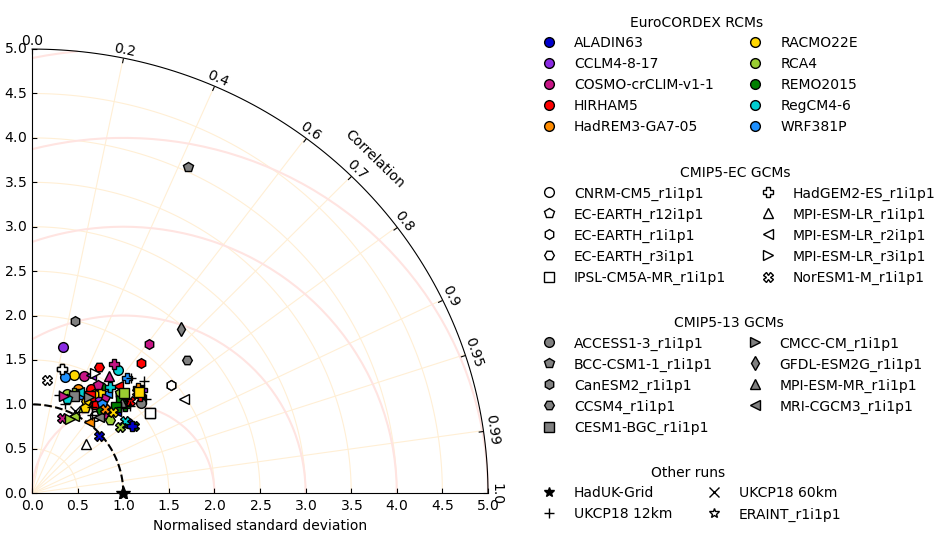 0.0
0.2
0.4
0.6
0.7
0.8
0.9
0.95
0.99
1.0
Correlation
5.0
4.5
4.0
3.5
3.0
2.5
2.0
1.5
1.0
0.5
0.0
0.0 0.5 1.0 1.5 2.0 2.5 3.0 3.5 4.0 4.5 5.0
Normalised standard deviation
EuroCORDEX RCMs
ALADIN63 RACMO22E
CCLM4-8-17 RCA4
COSMO-crCLIM-v1-1 REMO2015
HIRHAM5 RegCM4-6
HadREM3-GA7-05 WRF381P
CMIP5-EC GCMs
CNRM-CM5_r1i1p1 HadGEM2-ES_r1i1p1
EC-EARTH_r12i1p1 MPI-ESM-LR_r1i1p1
EC-EARTH_r1i1p1 MPI-ESM-LR_r2i1p1
EC-EARTH_r3i1p1 MPI-ESM-LR_r3i1p1
IPSL-CM5A-MR_r1i1p1 NorESM1-M_r1i1p1
CMIP5-13 GCMs
ACCESS1-3_r1i1p1 CMCC-CM_r1i1p1
BCC-CSM1-1_r1i1p1 GFDL-ESM2G_r1i1p1
CanESM2_r1i1p1 MPI-ESM-MR_r1i1p1
CCSM4_r1i1p1 MRI-CGCM3_r1i1p1
CESM1-BGC_r1i1p1
Other runs
HadUK-Grid UKCP18 60km
UKCP18 12km ERAINT_r1i1p1